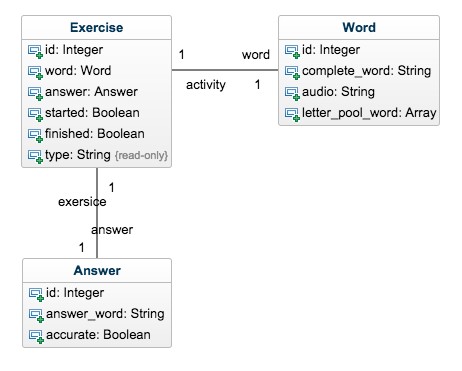 Exercise
id: Integer
word: Word
answer: Answer
started: Boolean
finished: Boolean
type: String {read-only}
1
word
activity
1
Word
id: Integer
complete_word: String
audio: String
letter_pool_word: Array
1
exersice
answer
1
Answer
id: Integer
answer_word: String
accurate: Boolean